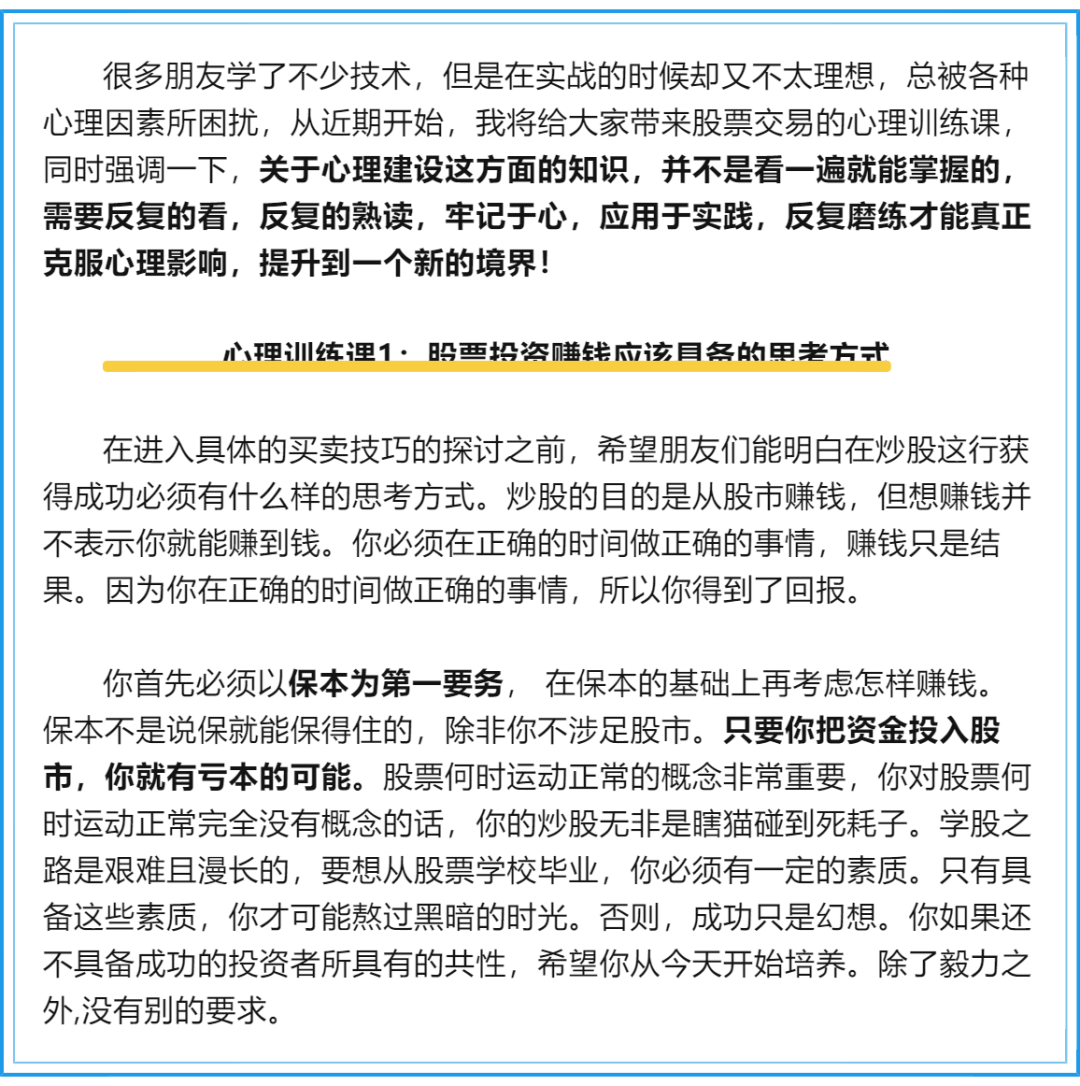 很多朋友学了不少技术，但是在实战的时候却又不太理想，总被各种
心理因素所困扰，从近期开始，我将给大家带来股票交易的心理训练课，
同时强调一下，关于心理建设这方面的知识，并不是看一遍就能掌握的，
需要反复的看，反复的熟读，牢记于心，应用于实践，反复磨练才能真正
克服心理影响，提升到一个新的境界！
心理训练课1：股票投资赚钱应该具备的思考方式
在进入具体的买卖技巧的探讨之前，希望朋友们能明白在炒股这行获
得成功必须有什么样的思考方式。炒股的目的是从股市赚钱，但想赚钱并
不表示你就能赚到钱。你必须在正确的时间做正确的事情，赚钱只是结
果。因为你在正确的时间做正确的事情，所以你得到了回报。
你首先必须以保本为第一要务， 在保本的基础上再考虑怎样赚钱。
保本不是说保就能保得住的，除非你不涉足股市。只要你把资金投入股
市，你就有亏本的可能。股票何时运动正常的概念非常重要，你对股票何
时运动正常完全没有概念的话，你的炒股无非是瞎猫碰到死耗子。学股之
路是艰难且漫长的，要想从股票学校毕业，你必须有一定的素质。只有具
备这些素质，你才可能熬过黑暗的时光。否则，成功只是幻想。你如果还
不具备成功的投资者所具有的共性，希望你从今天开始培养。除了毅力之
外,没有别的要求。